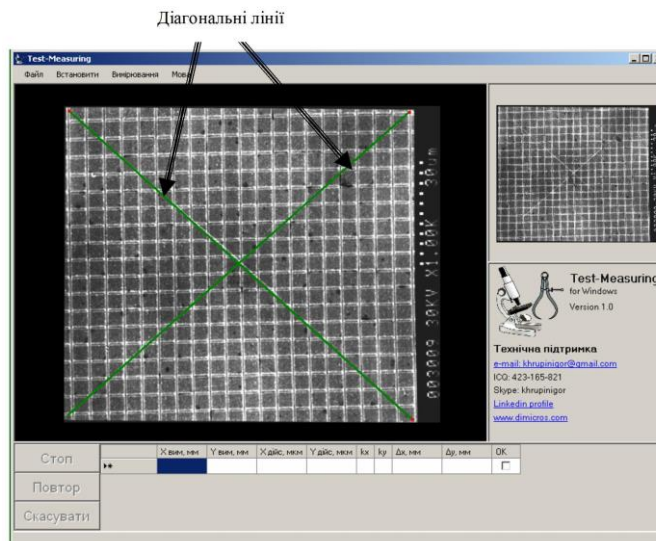 Діагональні лінії
Test-Measuring
Файл Встановити Вимірювання Мова
003009 30KV X1.00K 30um
Test-Measuring
for Windows
Version 1.0
Технічна підтримка
e-mail: khrupinigor@gmail.com
ICQ: 423-165-821
Skype: khrupinigor
Linkedin profile
www.dimicros.com
Стоп
Повтор
Скасувати
X вим, мм Y вим, мм X дійс, мкм Y дійс, мкм kx ky Δx, мм Δy, мм OK